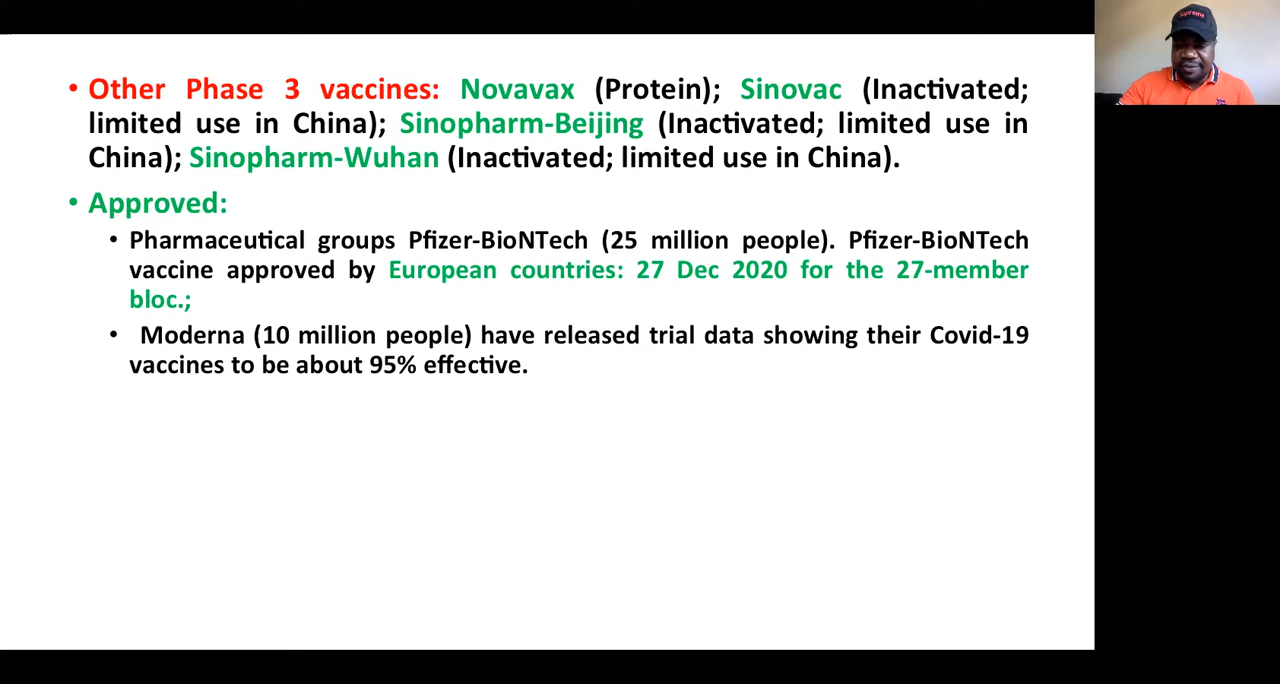 • Other Phase 3 vaccines: Novavax (Protein); Sinovac (Inactivated;
limited use in China); Sinopharm-Beijing (Inactivated; limited use in
China); Sinopharm-Wuhan (Inactivated; limited use in China).
• Approved:
• Pharmaceutical groups Pfizer-BioNTech (25 million people). Pfizer-BioNTech
vaccine approved by European countries: 27 Dec 2020 for the 27-member
bloc.;
• Moderna (10 million people) have released trial data showing their Covid-19
vaccines to be about 95% effective.
Supreme